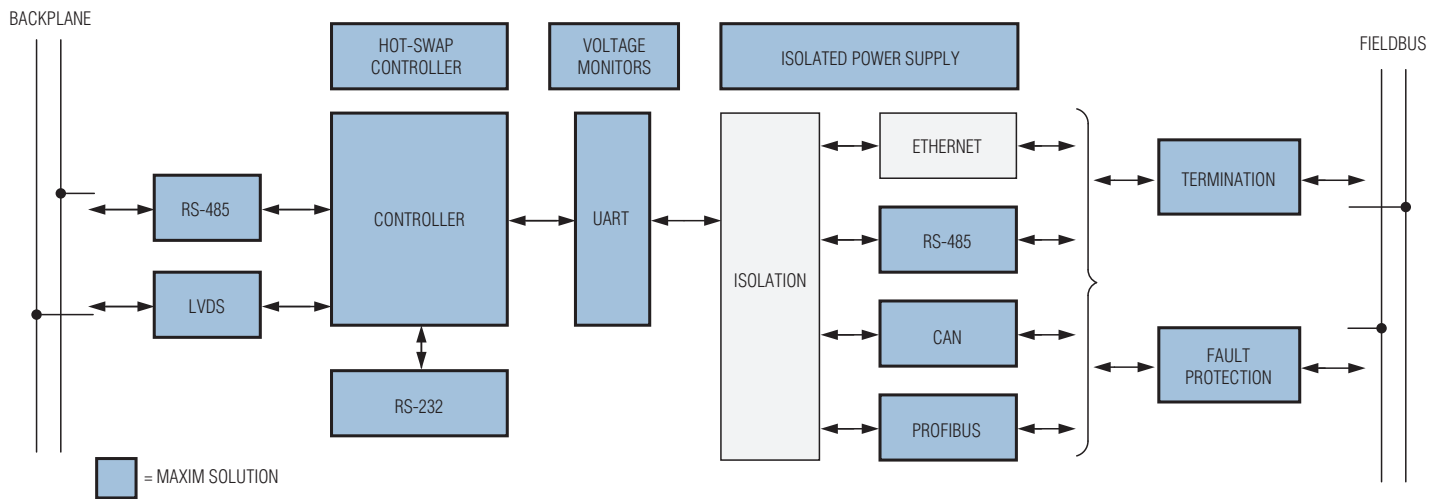 BACKPLANE
HOT-SWAP
CONTROLLER
VOLTAGE
MONITORS
ISOLATED POWER SUPPLY
FIELDBUS
ETHERNET
TERMINATION
RS-485
CONTROLLER
UART
RS-485
ISOLATION
LVDS
CAN
FAULT
PROTECTION
RS-232
PROFIBUS
= MAXIM SOLUTION